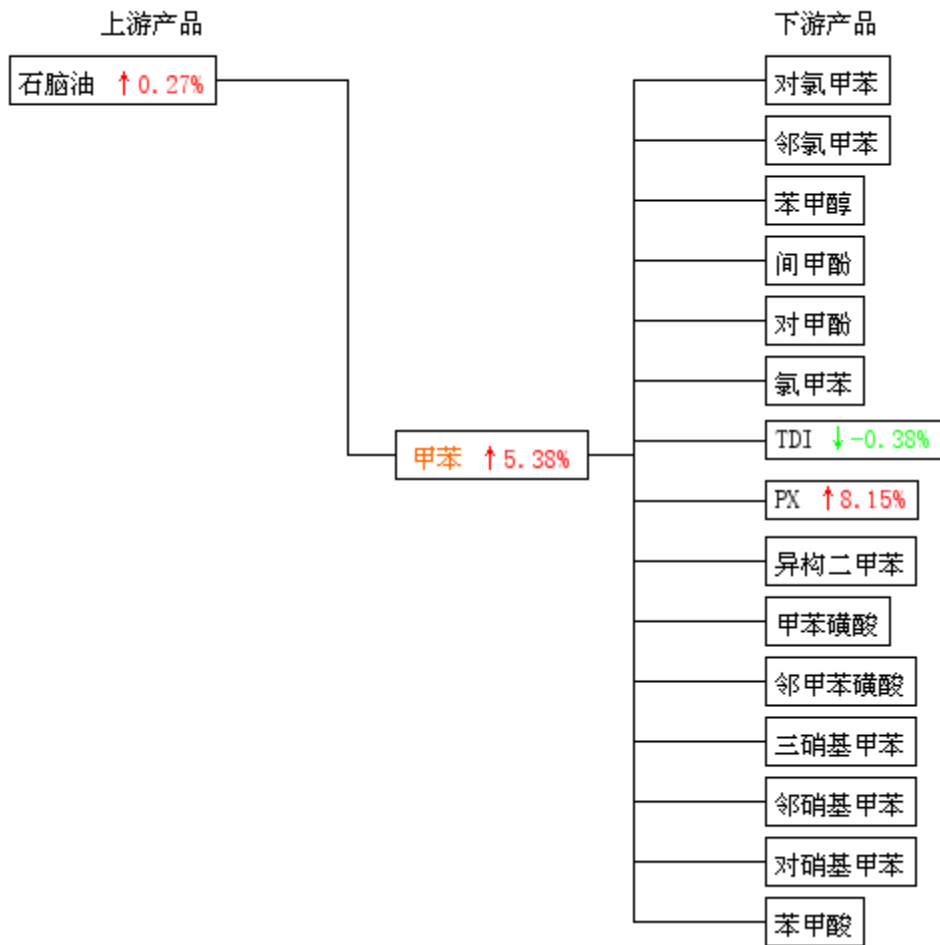 上游产品
下游产品
石脑油 ↑0.27%
对氯甲苯
邻氯甲苯
苯甲醇
间甲酚
对甲酚
氯甲苯
TDI ↓-0.38%
甲苯 ↑5.38%
PX ↑8.15%
异构二甲苯
甲苯磺酸
邻甲苯磺酸
三硝基甲苯
邻硝基甲苯
对硝基甲苯
苯甲酸